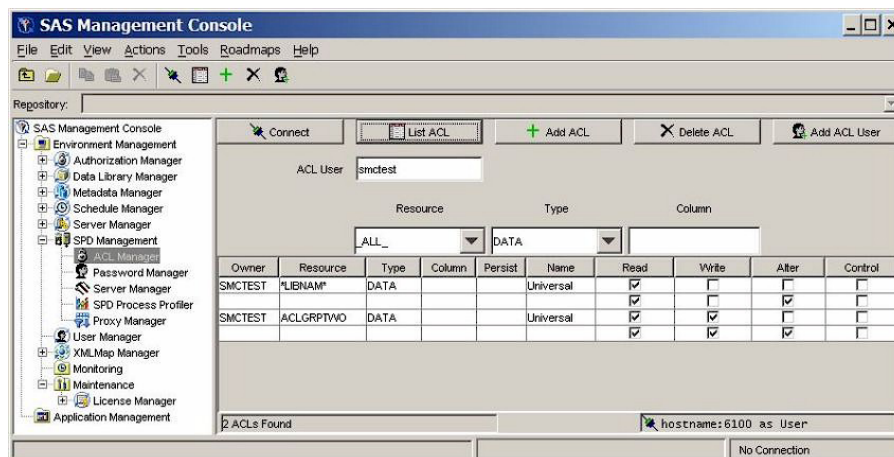 SAS Management Console
File Edit View Actions Tools Roadmaps Help
Repository:
SAS Management Console
Environment Management
Authorization Manager
Data Library Manager
Metadata Manager
Schedule Manager
Server Manager
SPD Management
ACL Manager
Password Manager
Server Manager
SPD Process Profiler
Proxy Manager
User Manager
XMLMap Manager
Monitoring
Maintenance
License Manager
Application Management
Connect List ACL Add ACL Delete ACL Add ACL User
ACL User smctest
Resource Type Column
_ALL_ DATA
Owner Resource Type Column Persist Name Read Write Alter Control
SMCTEST *LIBNAM* DATA Universal
SMCTEST ACLGRPTWO DATA Universal
2 ACLs Found hostname:6100 as User
No Connection